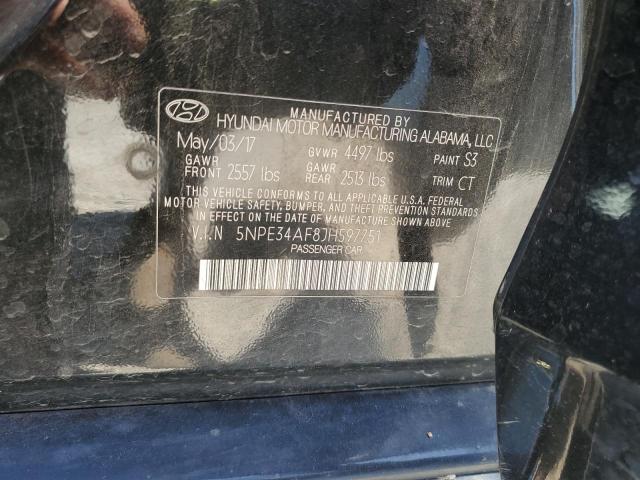 MANUFACTURED BY
HYUNDAI MOTOR MANUFACTURING ALABAMA, LLC
May/03/17 GVWR 4497 lbs PAINT S3
GAWR FRONT 2557 lbs GAWR REAR 2513 lbs TRIM CT
THIS VEHICLE CONFORMS TO ALL APPLICABLE U.S.A. FEDERAL
MOTOR VEHICLE SAFETY, BUMPER, AND THEFT PREVENTION
STANDARDS IN EFFECT ON THE DATE OF MANUFACTURE SHOWN ABOVE
V.I.N 5NPE34AF8JH597751
PASSENGER CAR